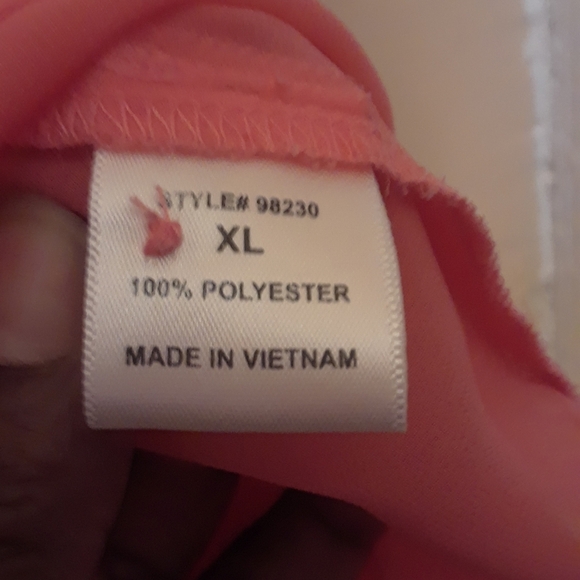 STYLE# 98230
XL
100% POLYESTER
MADE IN VIETNAM